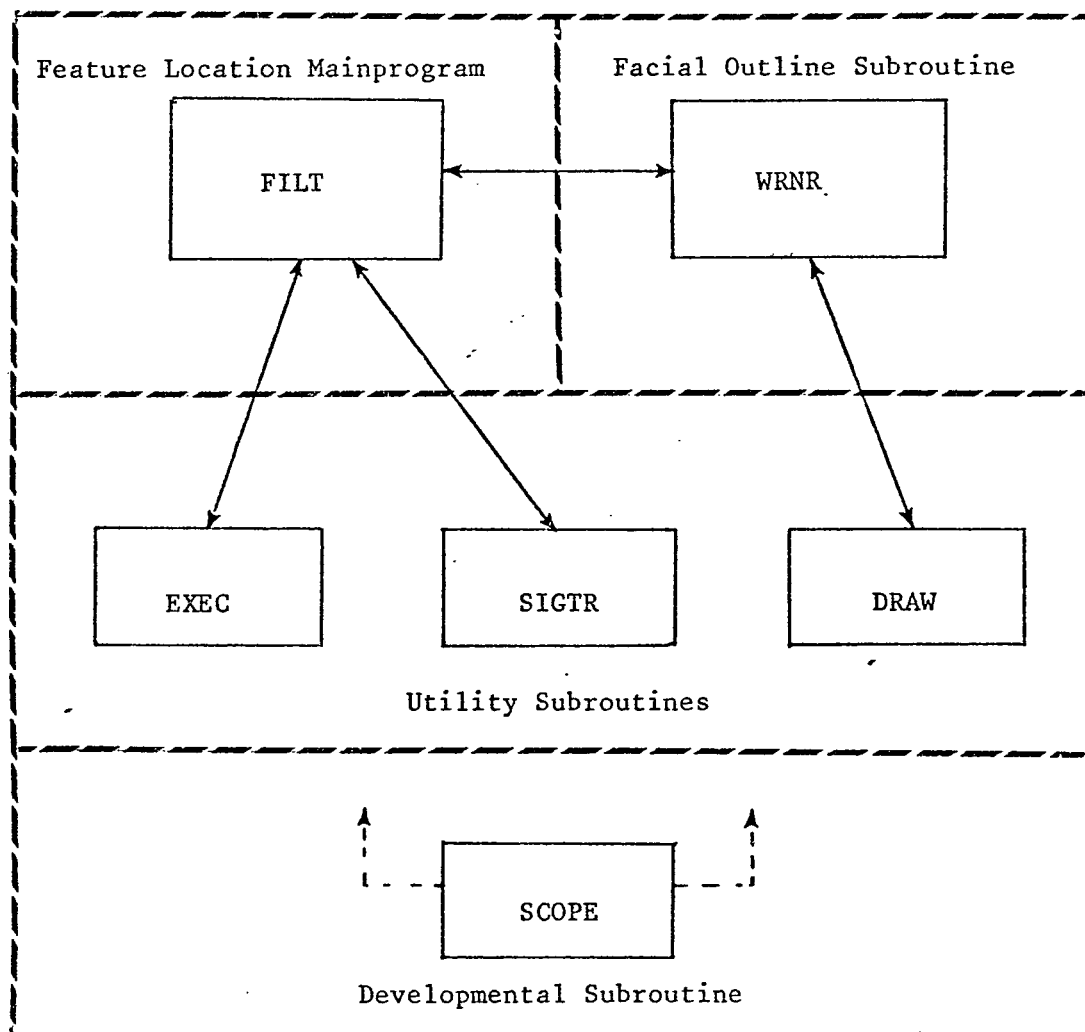 Feature Location Mainprogram
Facial Outline Subroutine
FILT
WRNR
EXEC
SIGTR
DRAW
Utility Subroutines
SCOPE
Developmental Subroutine